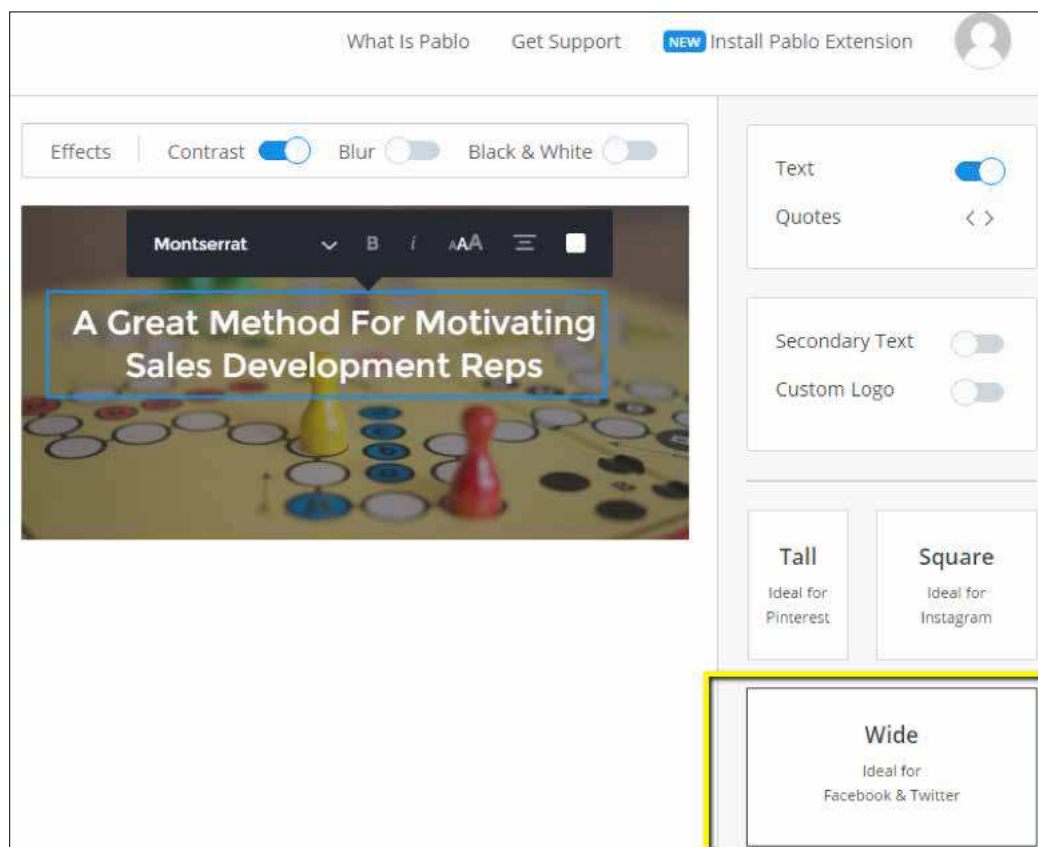 What Is Pablo Get Support NEW Install Pablo Extension
Effects Contrast Blur Black & White
Montserrat B i AAA
A Great Method For Motivating
Sales Development Reps
Text
Quotes < >
Secondary Text
Custom Logo
Tall
Ideal for
Pinterest
Square
Ideal for
Instagram
Wide
Ideal for
Facebook & Twitter